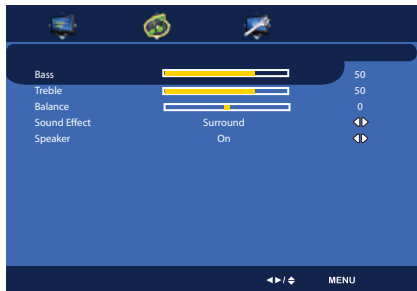 Bass 50
Treble 50
Balance 0
Sound Effect Surround
Speaker On
◄►/ MENU